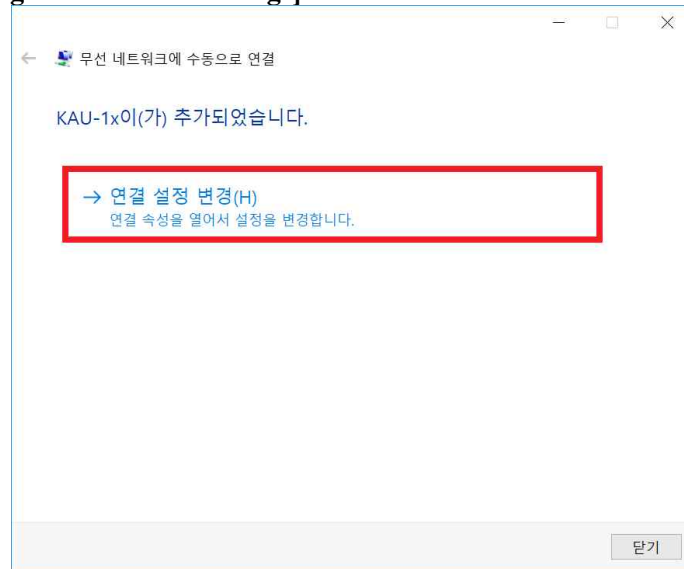 무선 네트워크에 수동으로 연결
KAU-1x이(가) 추가되었습니다.
→ 연결 설정 변경(H)
연결 속성을 열어서 설정을 변경합니다.
닫기